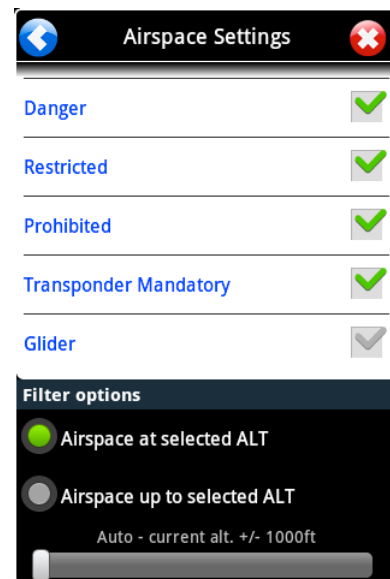 Airspace Settings
Danger
Restricted
Prohibited
Transponder Mandatory
Glider
Filter options
Airspace at selected ALT
Airspace up to selected ALT
Auto - current alt. +/- 1000ft